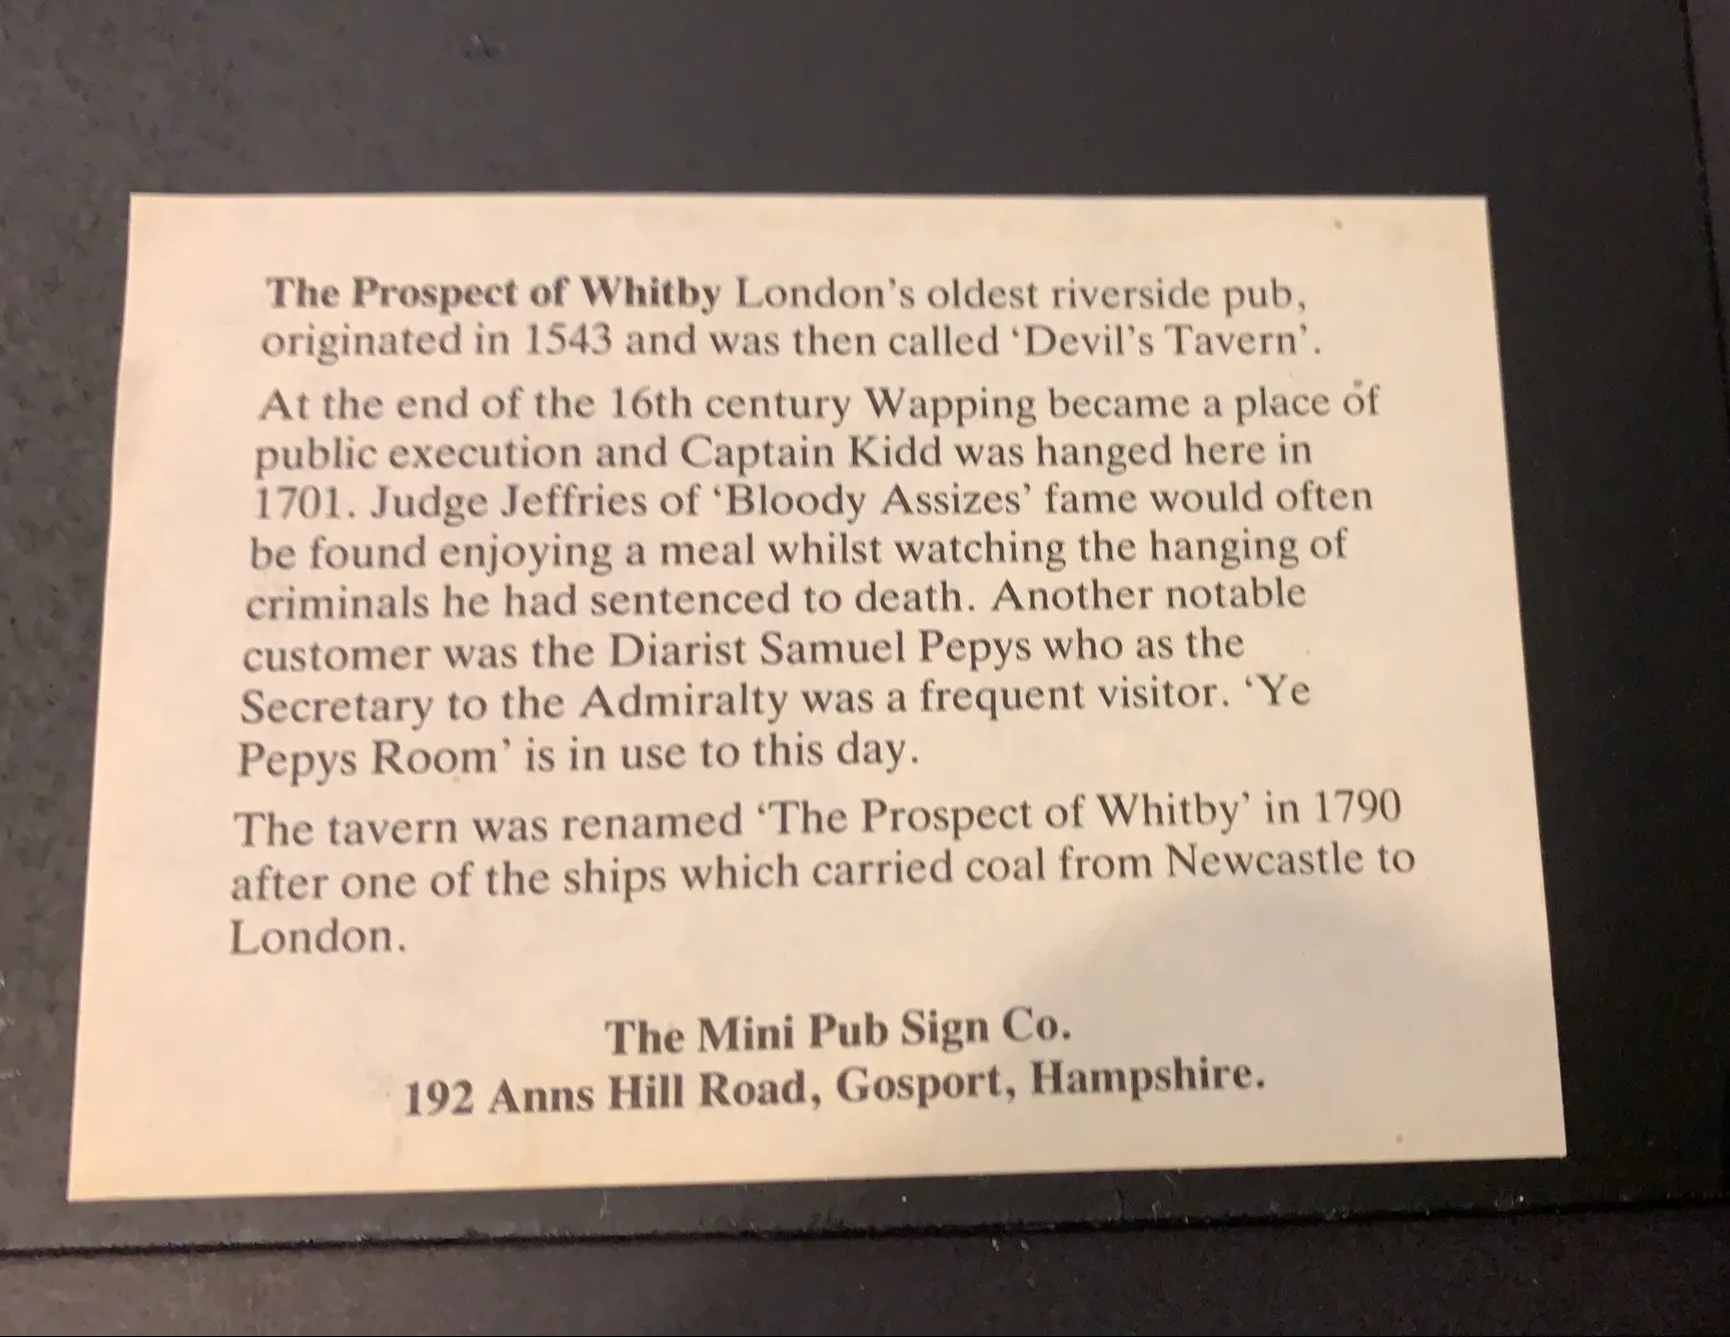 The Prospect of Whitby London's oldest riverside pub,
originated in 1543 and was then called 'Devil's Tavern'.
At the end of the 16th century Wapping became a place of
public execution and Captain Kidd was hanged here in
1701. Judge Jeffries of 'Bloody Assizes' fame would often
be found enjoying a meal whilst watching the hanging of
criminals he had sentenced to death. Another notable
customer was the Diarist Samuel Pepys who as the
Secretary to the Admiralty was a frequent visitor. 'Ye
Pepys Room' is in use to this day.
The tavern was renamed 'The Prospect of Whitby' in 1790
after one of the ships which carried coal from Newcastle to
London.
The Mini Pub Sign Co.
192 Anns Hill Road, Gosport, Hampshire.